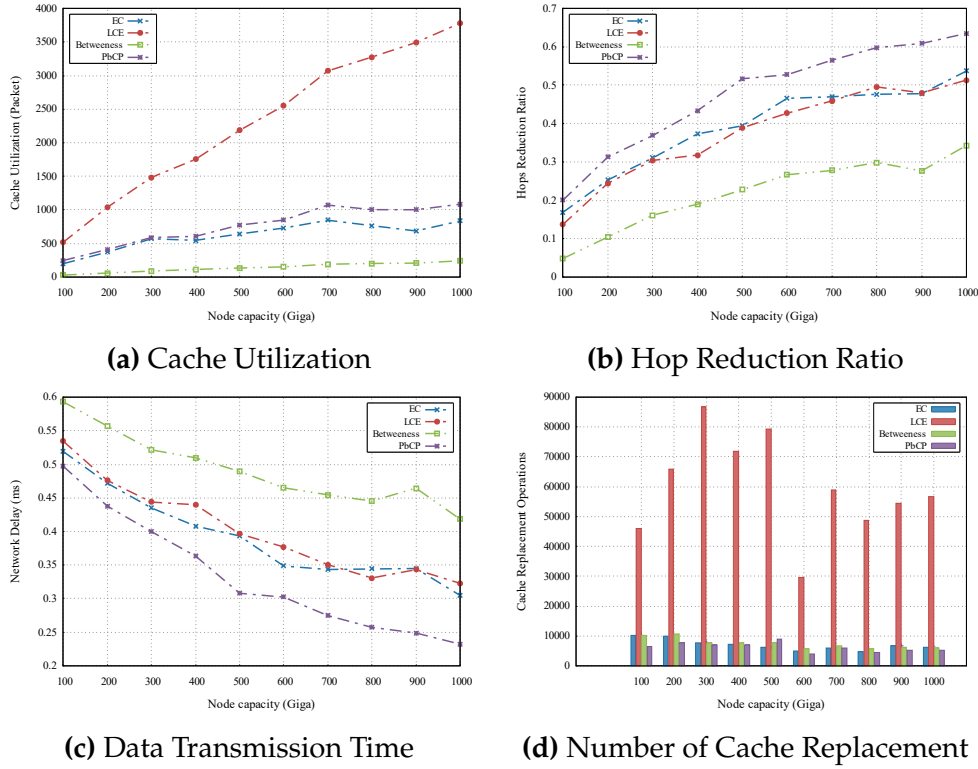 4000
3500
3000
2500
2000
1500
1000
500
0
Cache Utilization (Packet)
EC
LCE
Betweeness
PbCP
100 200 300 400 500 600 700 800 900 1000
Node capacity (Giga)
(a) Cache Utilization
0.7
0.6
0.5
0.4
0.3
0.2
0.1
0
Hops Reduction Ratio
EC
LCE
Betweeness
PbCP
100 200 300 400 500 600 700 800 900 1000
Node capacity (Giga)
(b) Hop Reduction Ratio
0.6
0.55
0.5
0.45
0.4
0.35
0.3
0.25
0.2
Network Delay (ms)
EC
LCE
Betweeness
PbCP
100 200 300 400 500 600 700 800 900 1000
Node capacity (Giga)
(c) Data Transmission Time
90000
80000
70000
60000
50000
40000
30000
20000
10000
0
Cache Replacement Operations
EC
LCE
Betweeness
PbCP
100 200 300 400 500 600 700 800 900 1000
Node capacity (Giga)
(d) Number of Cache Replacement